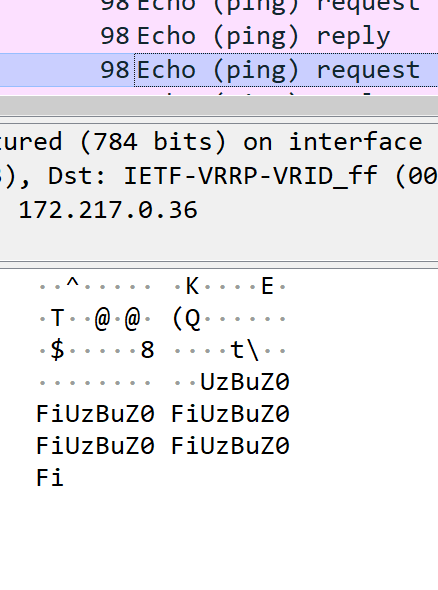 98 Echo (ping) request
98 Echo (ping) reply
98 Echo (ping) request
tured (784 bits) on interface
), Dst: IETF-VRRP-VRID_ff (00
172.217.0.36
··^····· ·K····E·
·T··@·@· (Q······
·$·····8 ····t\··
········ ··UzBuZ0
FiUzBuZ0 FiUzBuZ0
FiUzBuZ0 FiUzBuZ0
Fi